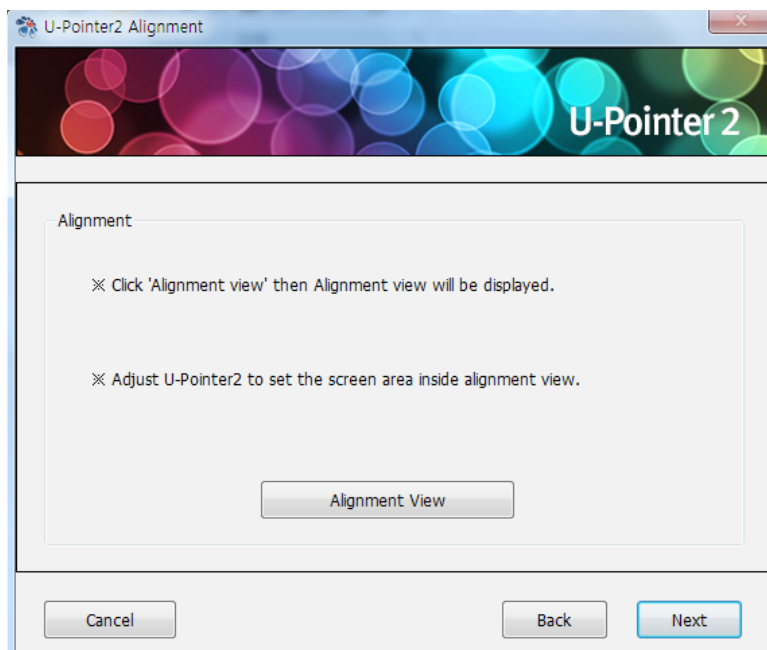 U-Pointer2 Alignment
U-Pointer 2
Alignment
※ Click 'Alignment view' then Alignment view will be displayed.
※ Adjust U-Pointer2 to set the screen area inside alignment view.
Alignment View
Cancel
Back
Next